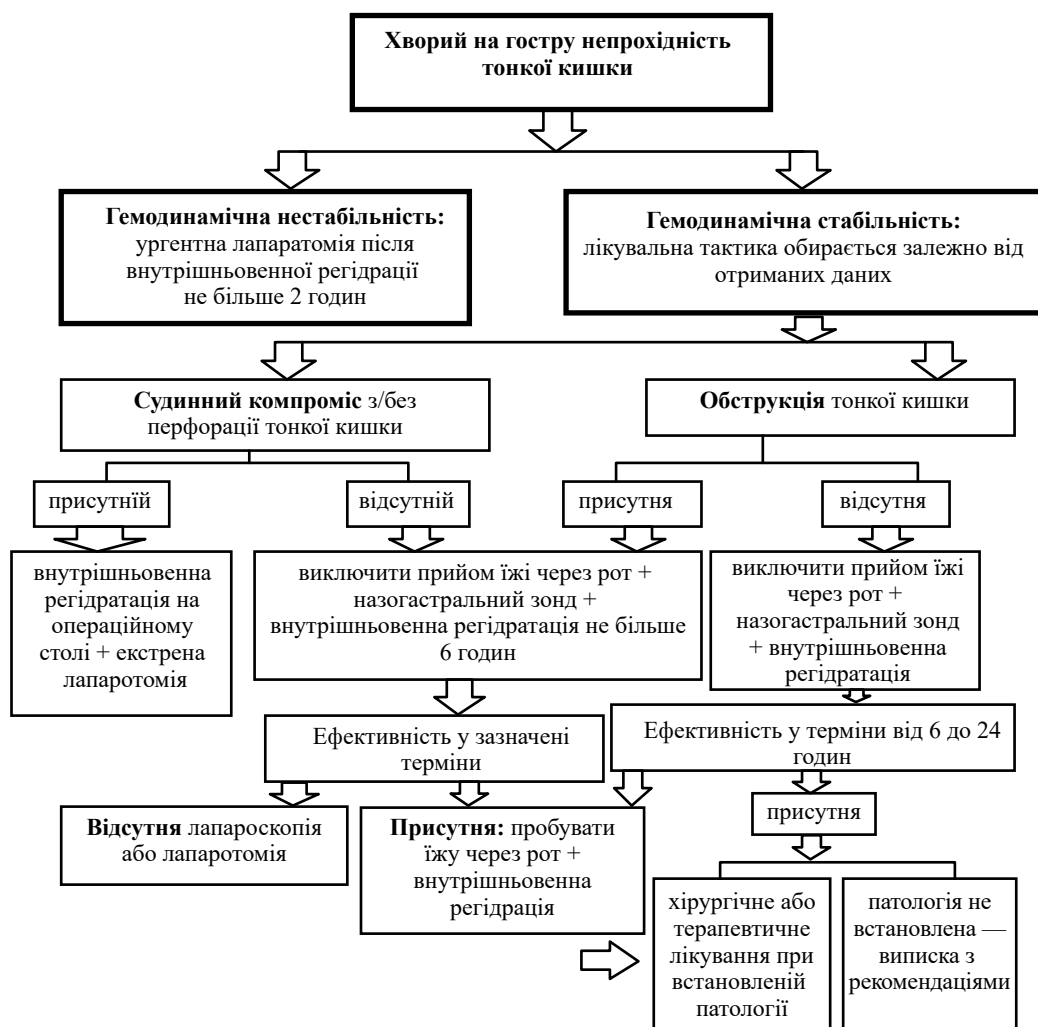 Хворий на гостру непрохідність
тонкої кишки
Гемодинамічна нестабільність:
ургентна лапаратомія після
внутрішньовенної регідрації
не більше 2 годин
Гемодинамічна стабільність:
лікувальна тактика обирається залежно від
отриманих даних
Судинний компроміс з/без
перфорації тонкої кишки
Обструкція тонкої кишки
присутнїй
відсутній
присутня
відсутня
внутрішньовенна
регідратація на
операційному
столі + екстрена
лапаротомія
виключити прийом їжі через рот +
назогастральний зонд +
внутрішньовенна регідратація не більше
6 годин
виключити прийом їжі
через рот +
назогастральний зонд
+ внутрішньовенна
регідратація
Ефективність у зазначені
терміни
Ефективність у терміни від 6 до 24
годин
Відсутня лапароскопія
або лапаротомія
Присутня: пробувати
їжу через рот +
внутрішньовенна
регідрація
присутня
хірургічне або
терапевтичне
лікування при
встановленій
патології
патологія не
встановлена —
виписка з
рекомендаціями